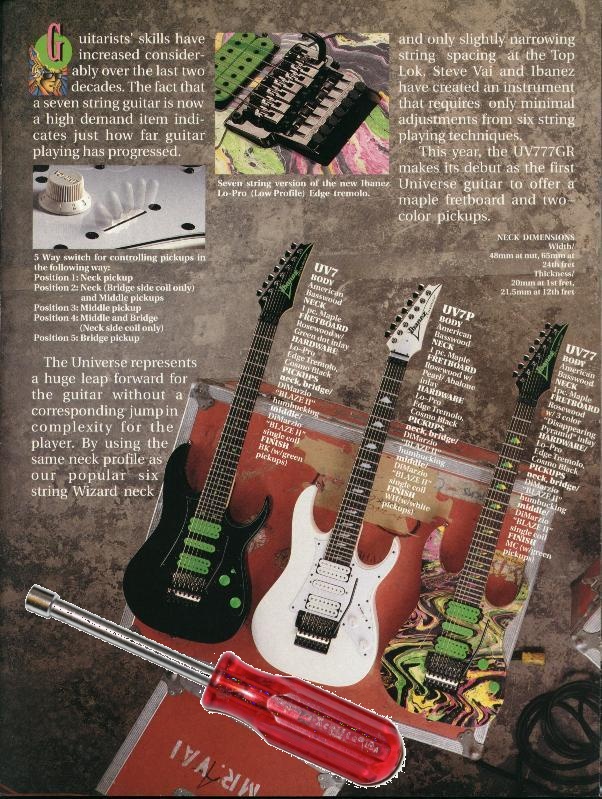 Guitarists' skills have
increased consider-
ably over the last two
decades. The fact that
a seven string guitar is now
a high demand item indi-
cates just how far guitar
playing has progressed.
5 Way switch for controlling pickups in
the following way:
Position 1: Neck pickup
Position 2: Neck (Bridge side coil only)
and Middle pickups
Position 3: Middle pickup
Position 4: Middle and Bridge
(Neck side coil only)
Position 5: Bridge pickup
The Universe represents
a huge leap forward for
the guitar without a
corresponding jump in
complexity for the
player. By using the
same neck profile as
our popular six
string Wizard neck
Seven string version of the new Ibanez
Lo-Pro (Low Profile) Edge tremolo.
and only slightly narrowing
string spacing at the Top
Lok, Steve Vai and Ibanez
have created an instrument
that requires only minimal
adjustments from six string
playing techniques.
This year, the UV777GR
makes its debut as the first
Universe guitar to offer a
maple fretboard and two-
color pickups.
NECK DIMENSIONS
Width/
48mm at nut, 65mm at
24th fret
Thickness/
20mm at 1st fret,
21.5mm at 12th fret
UV7
BODY
American
Basswood
NECK
1 pc. Maple
FRETBOARD
Rosewood w/
Green dot inlay
HARDWARE
Lo-Pro
Edge Tremolo,
Cosmo Black
PICKUPS
neck, bridge/
DiMarzio
"BLAZE II"
humbucking
middle/
DiMarzio
"BLAZE II"
single coil
FINISH
BK (w/green
pickups)
UV7P
BODY
American
Basswood
NECK
1 pc. Maple
FRETBOARD
Rosewood w/
Pearl/Abalone
inlay
HARDWARE
Lo-Pro
Edge Tremolo,
Cosmo Black
PICKUPS
neck, bridge/
DiMarzio
"BLAZE II"
humbucking
middle/
DiMarzio
"BLAZE II"
single coil
FINISH
WH(w/white
pickups)
UV77
BODY
American
Basswood
NECK
1 pc. Maple
FRETBOARD
Rosewood
w/3 color
"Disappearing
Pyramid" inlay
HARDWARE/
Edge Tremolo,
Cosmo Black
PICKUPS
neck, bridge/
DiMarzio
"BLAZE II"
humbucking
middle/
DiMarzio
"BLAZE II"
single coil
FINISH
MC (w/green
pickups)
Ibanez
Ibanez
MR. VAI